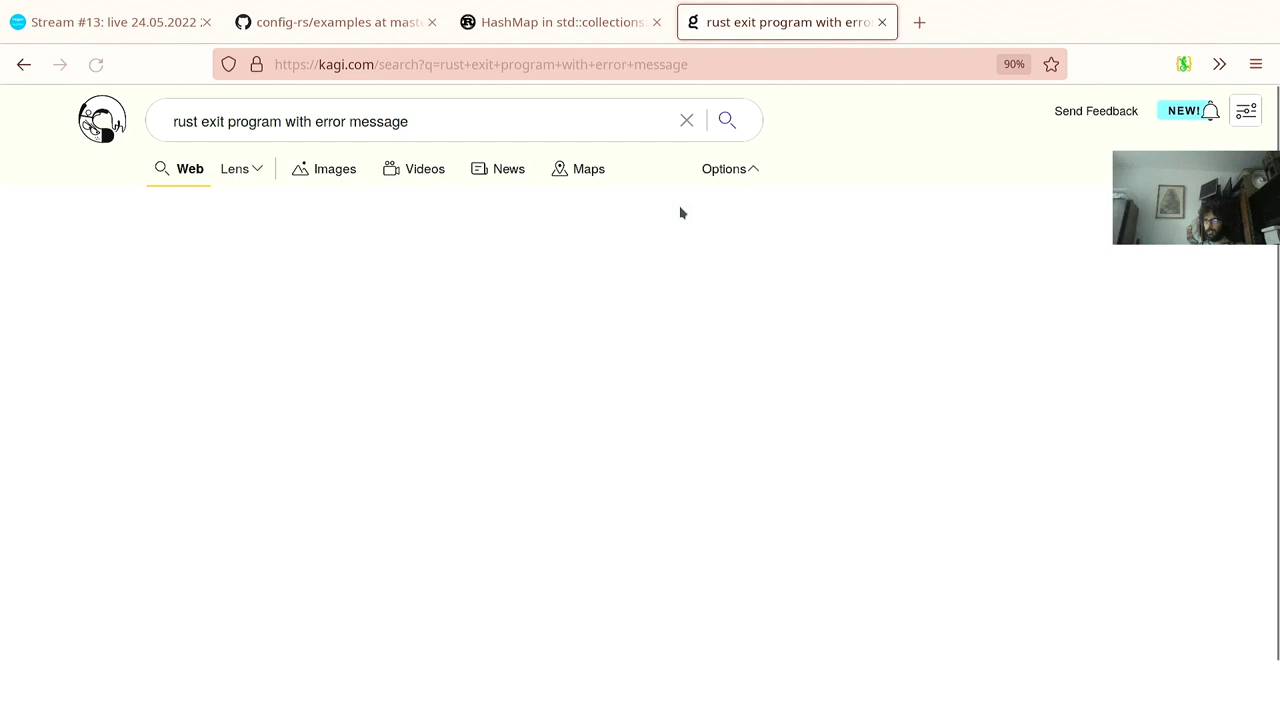 Stream #13: live 24.05.2022
config-rs/examples at mast
HashMap in std::collections
rust exit program with erro
https://kagi.com/search?q=rust+exit+program+with+error+message
90%
rust exit program with error message
Send Feedback
NEW!
Web
Lens
Images
Videos
News
Maps
Options